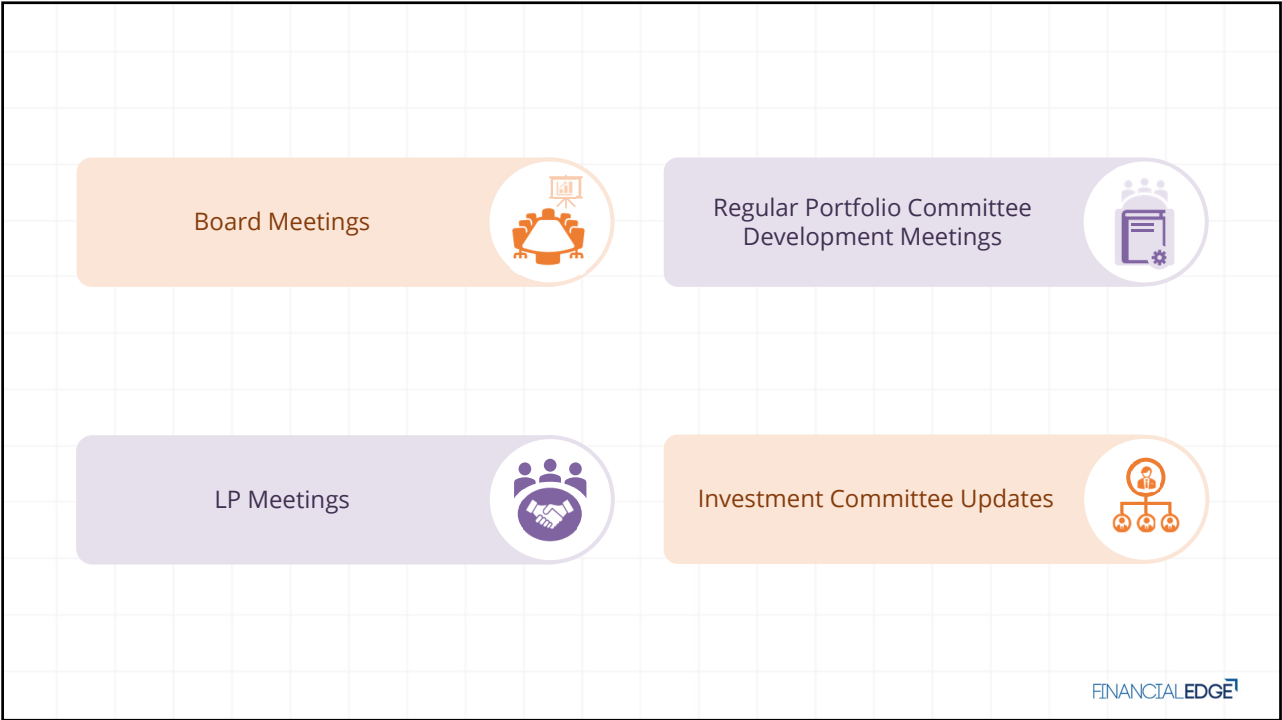 Board Meetings
Regular Portfolio Committee
Development Meetings
LP Meetings
Investment Committee Updates
FINANCIALEDGE